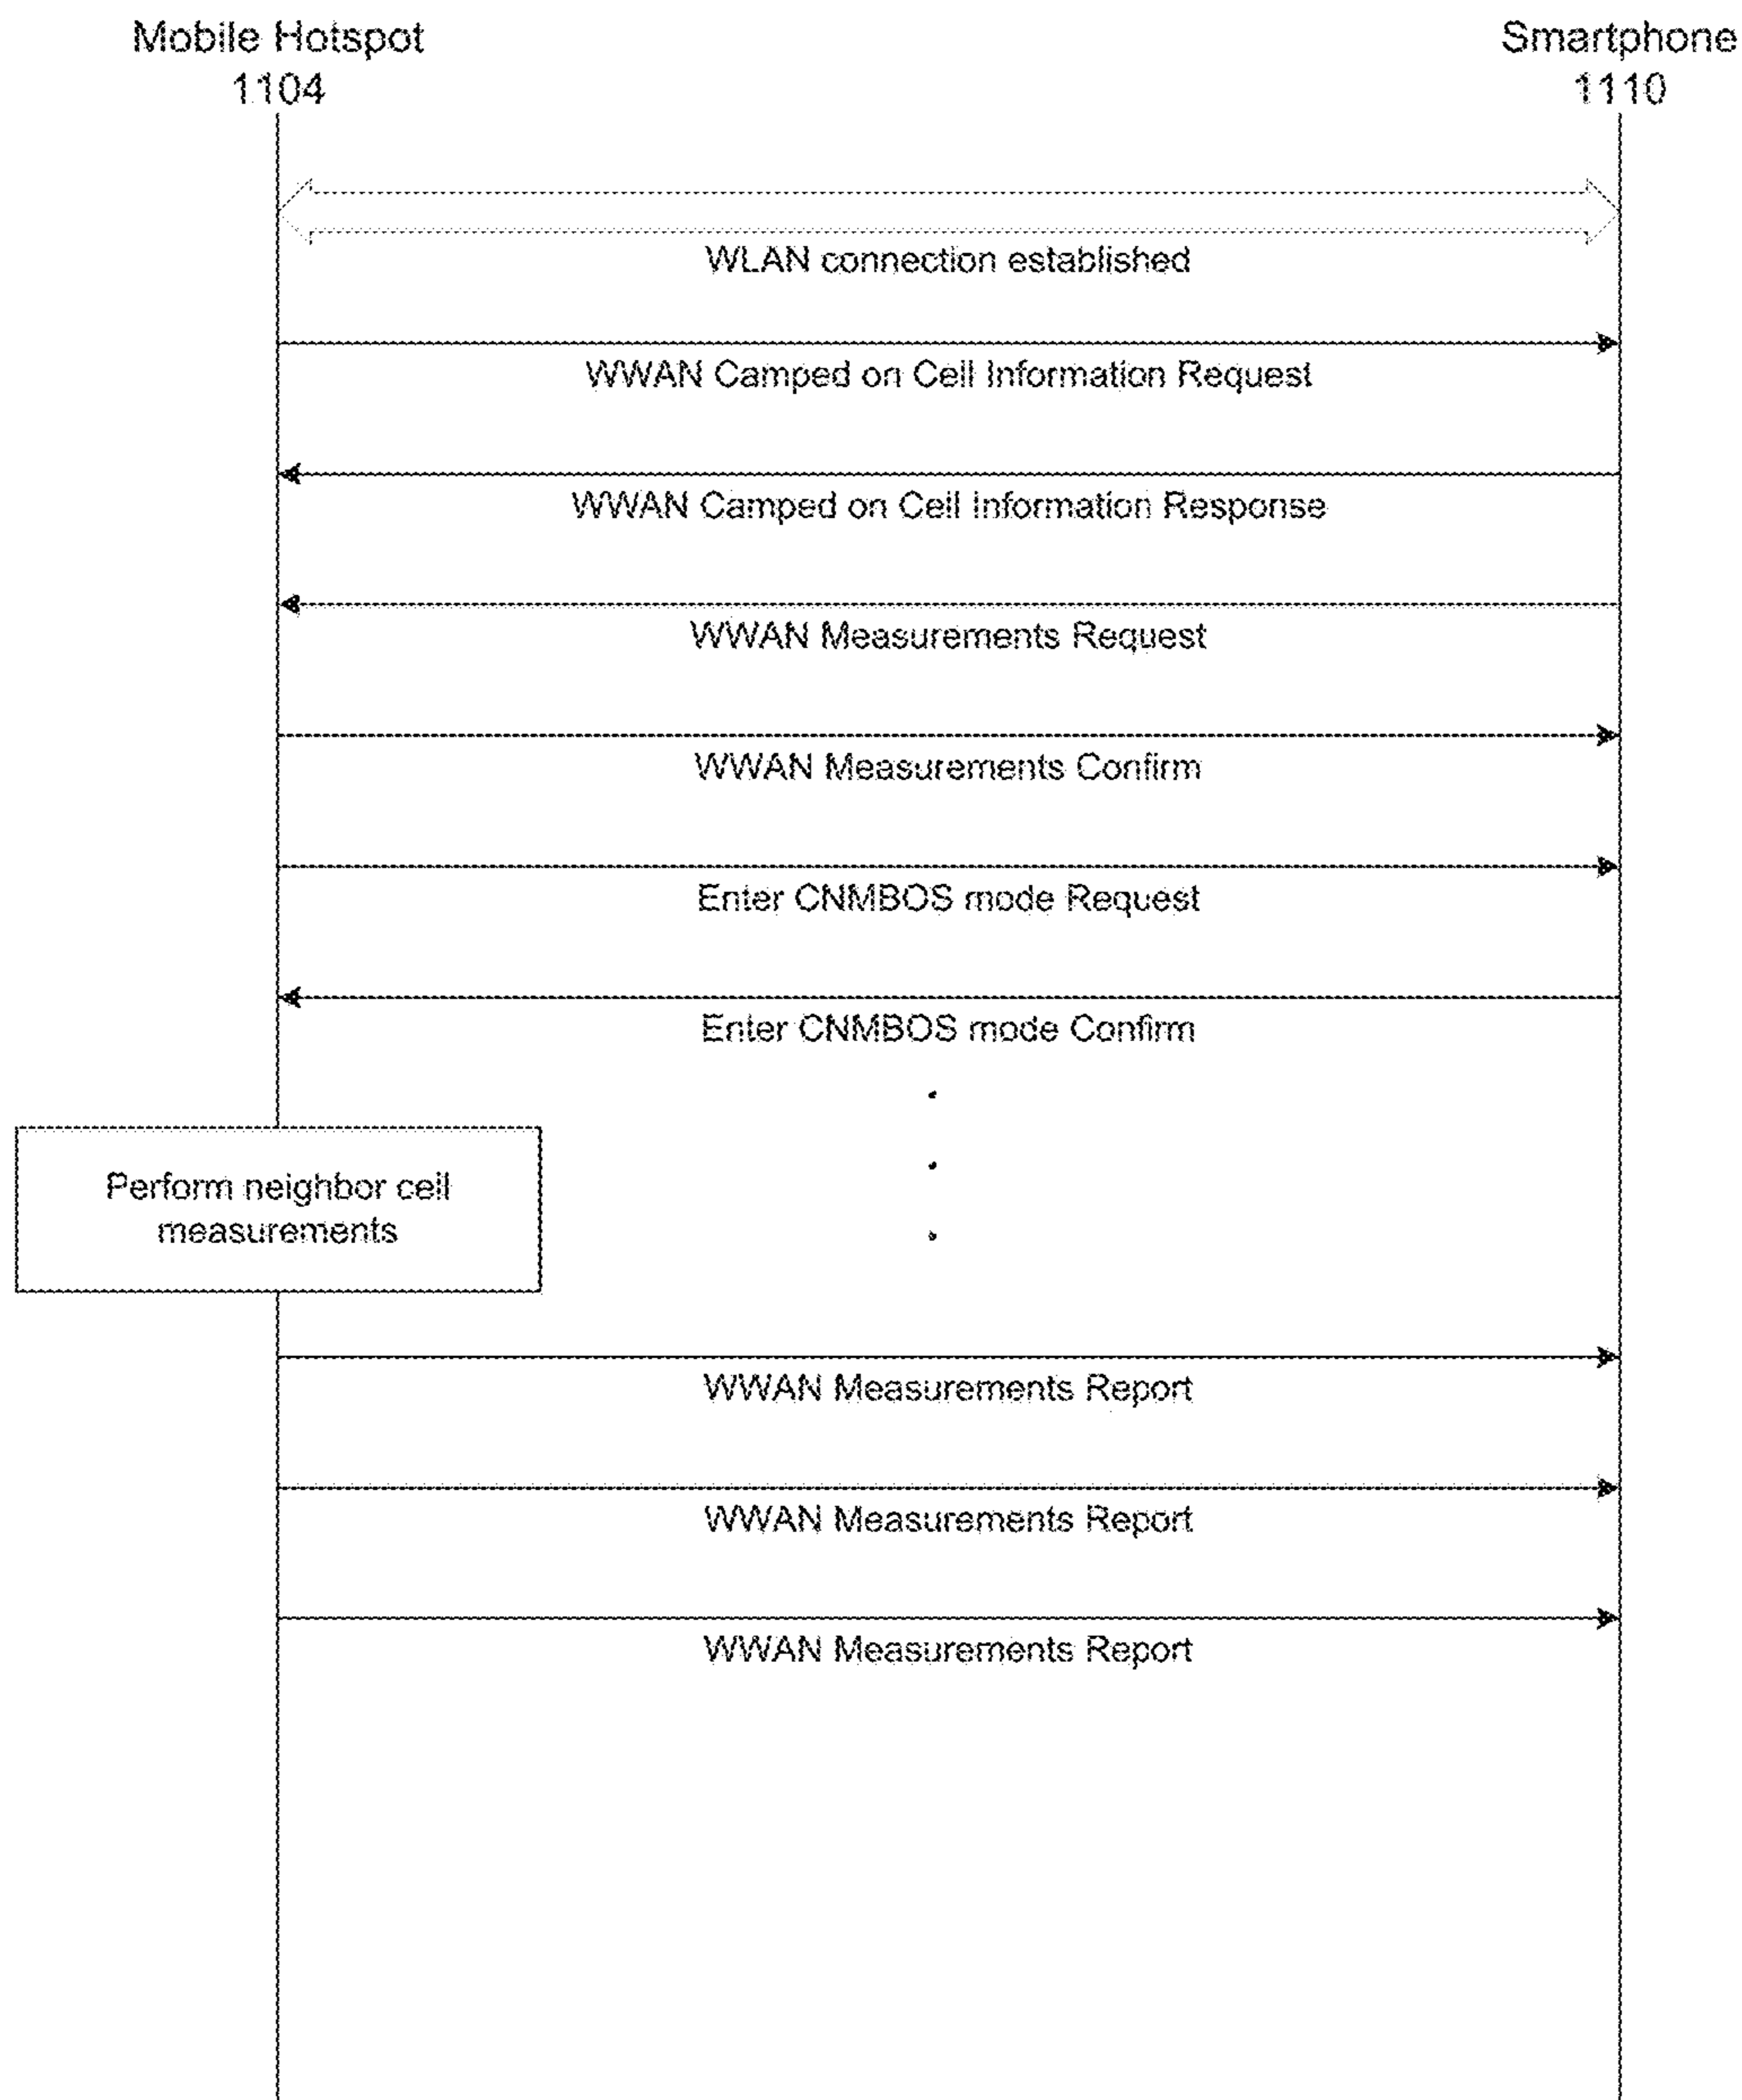 Mobile Hotspot
1104
Smartphone
1110
WLAN connection established
WWAN Camped on Cell Information Request
WWAN Camped on Cell Information Response
WWAN Measurements Request
WWAN Measurements Confirm
Enter CNMBOS mode Request
Enter CNMBOS mode Confirm
Perform neighbor cell
measurements
WWAN Measurements Report
WWAN Measurements Report
WWAN Measurements Report